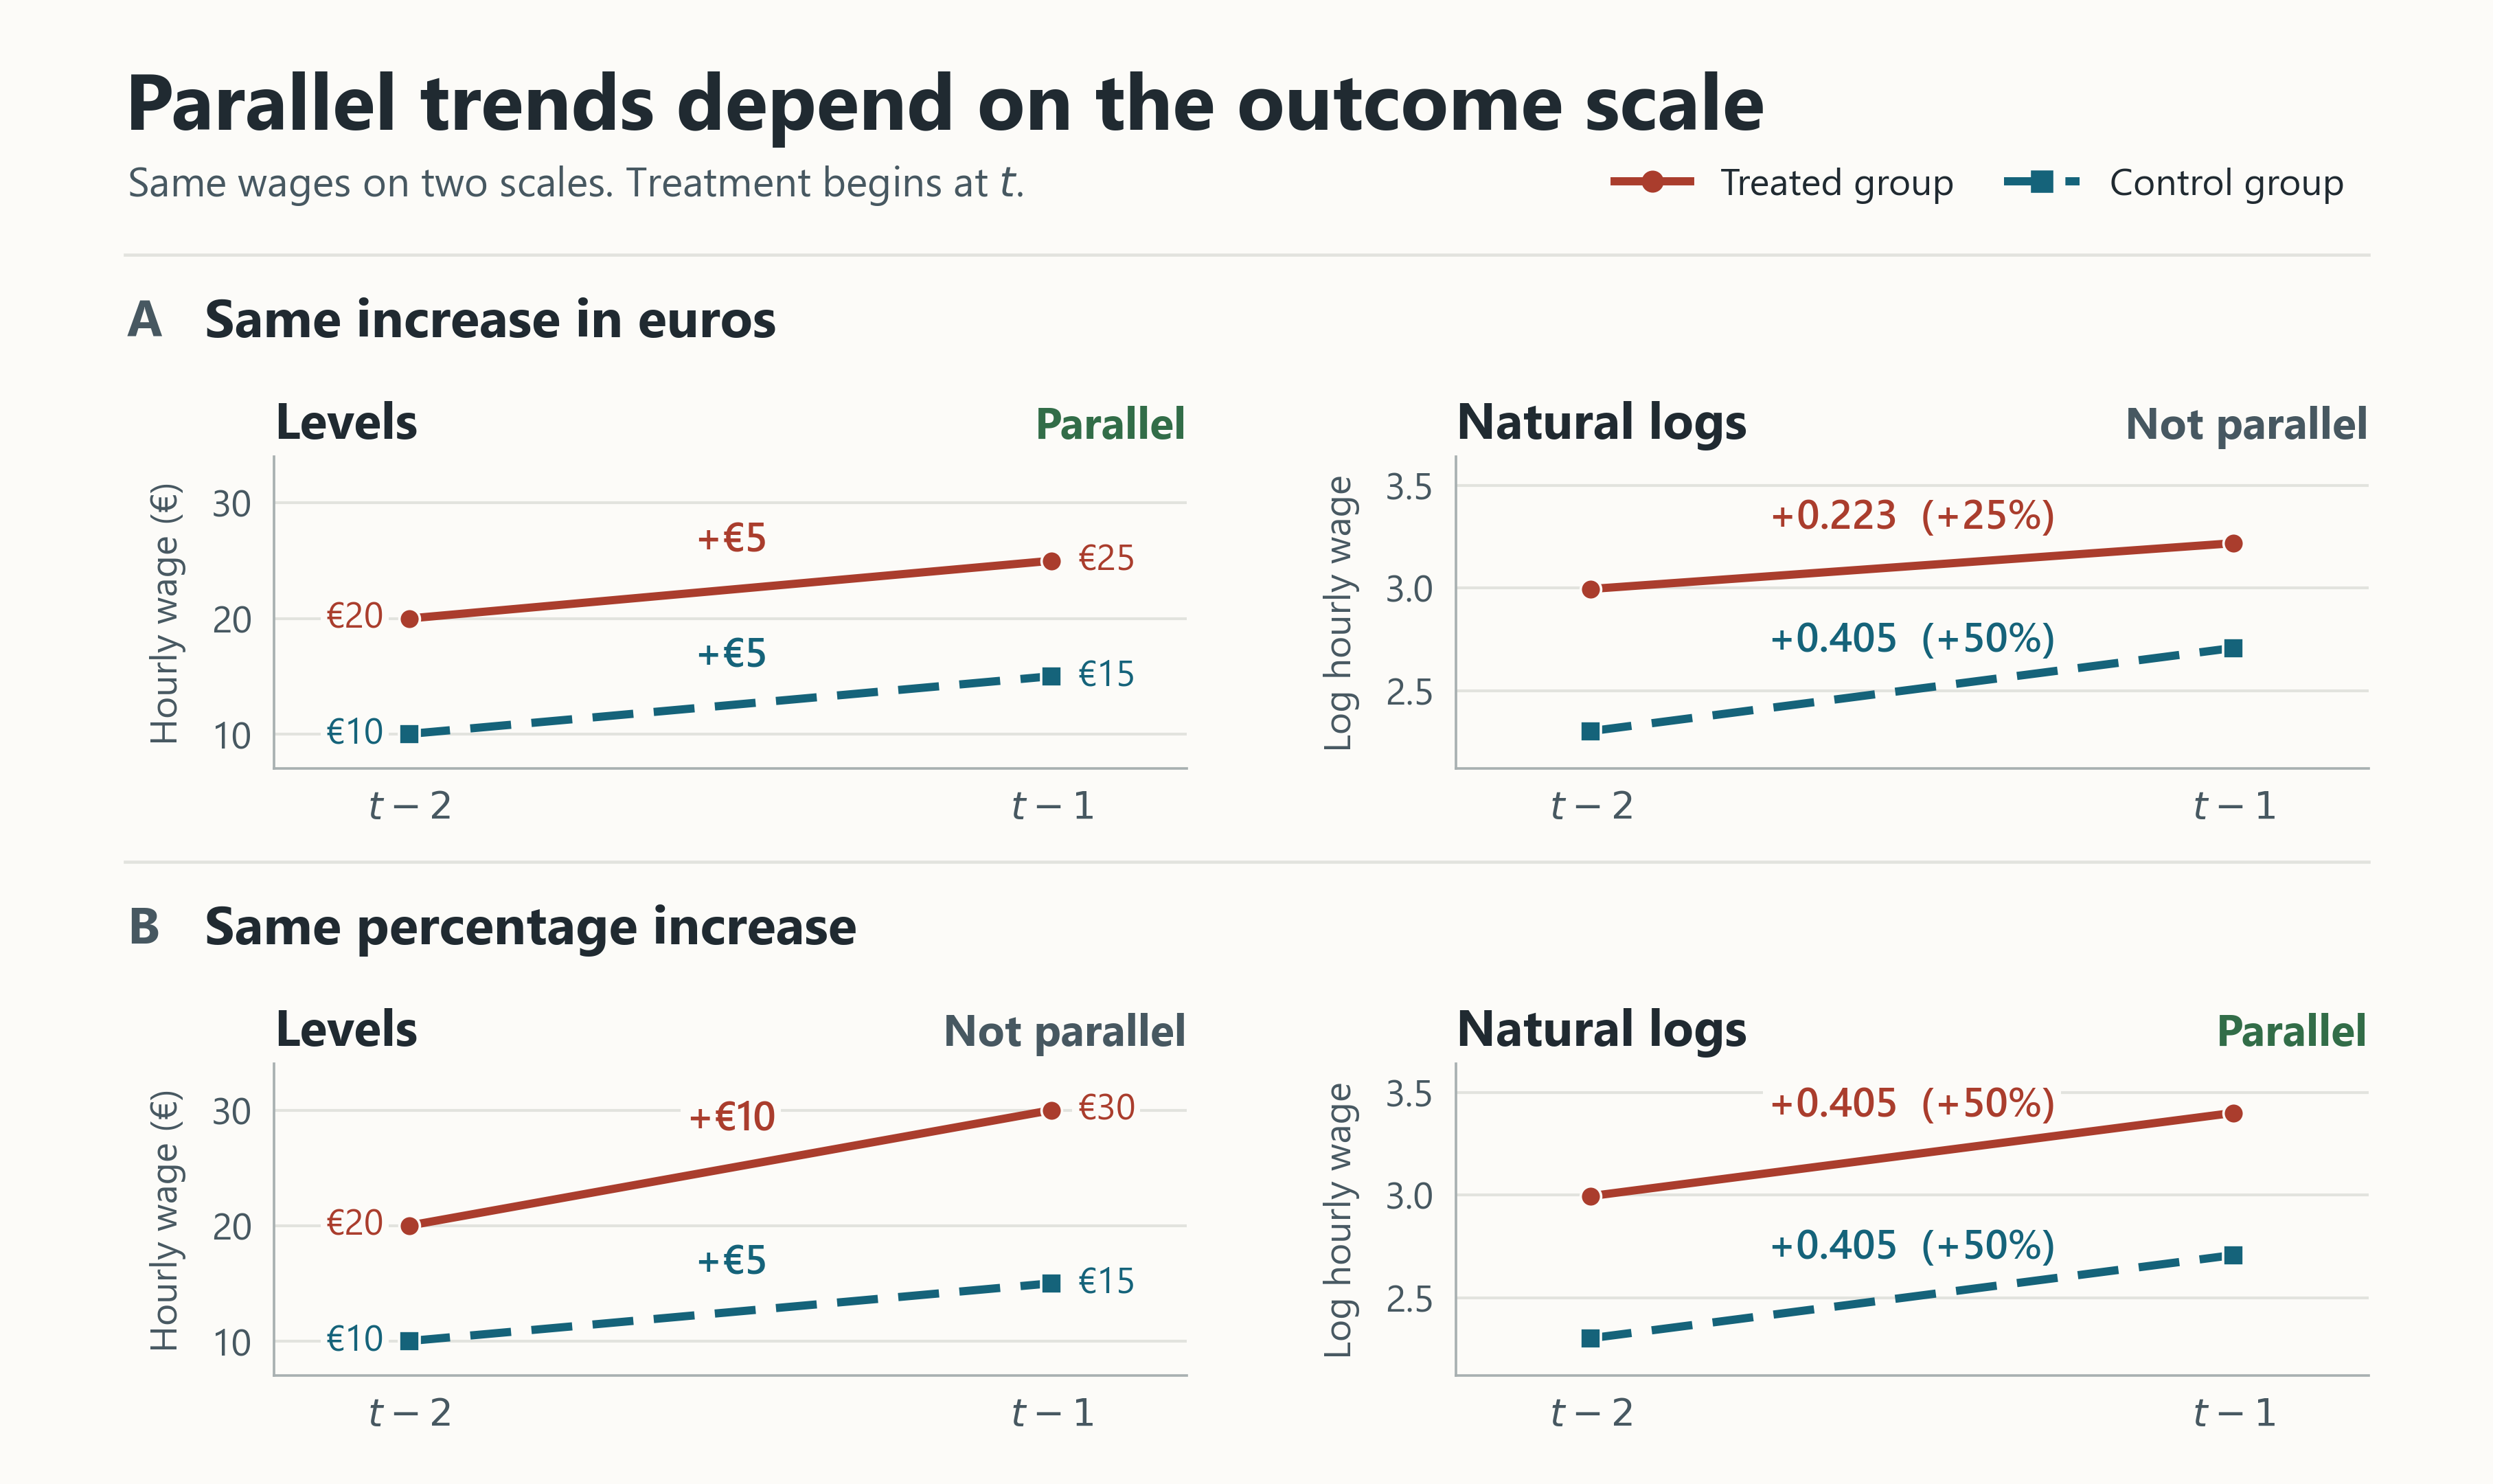 Parallel trends depend on the outcome scale
Same wages on two scales. Treatment begins at t.
Treated group
Control group
A Same increase in euros
Levels
Parallel
Hourly wage (€)
30
20
10
+€5
€25
€20
+€5
€15
€10
t − 2
t − 1
Natural logs
Not parallel
Log hourly wage
3.5
3.0
2.5
+0.223 (+25%)
+0.405 (+50%)
t − 2
t − 1
B Same percentage increase
Levels
Not parallel
Hourly wage (€)
30
20
10
+€10
€30
€20
+€5
€15
€10
t − 2
t − 1
Natural logs
Parallel
Log hourly wage
3.5
3.0
2.5
+0.405 (+50%)
+0.405 (+50%)
t − 2
t − 1